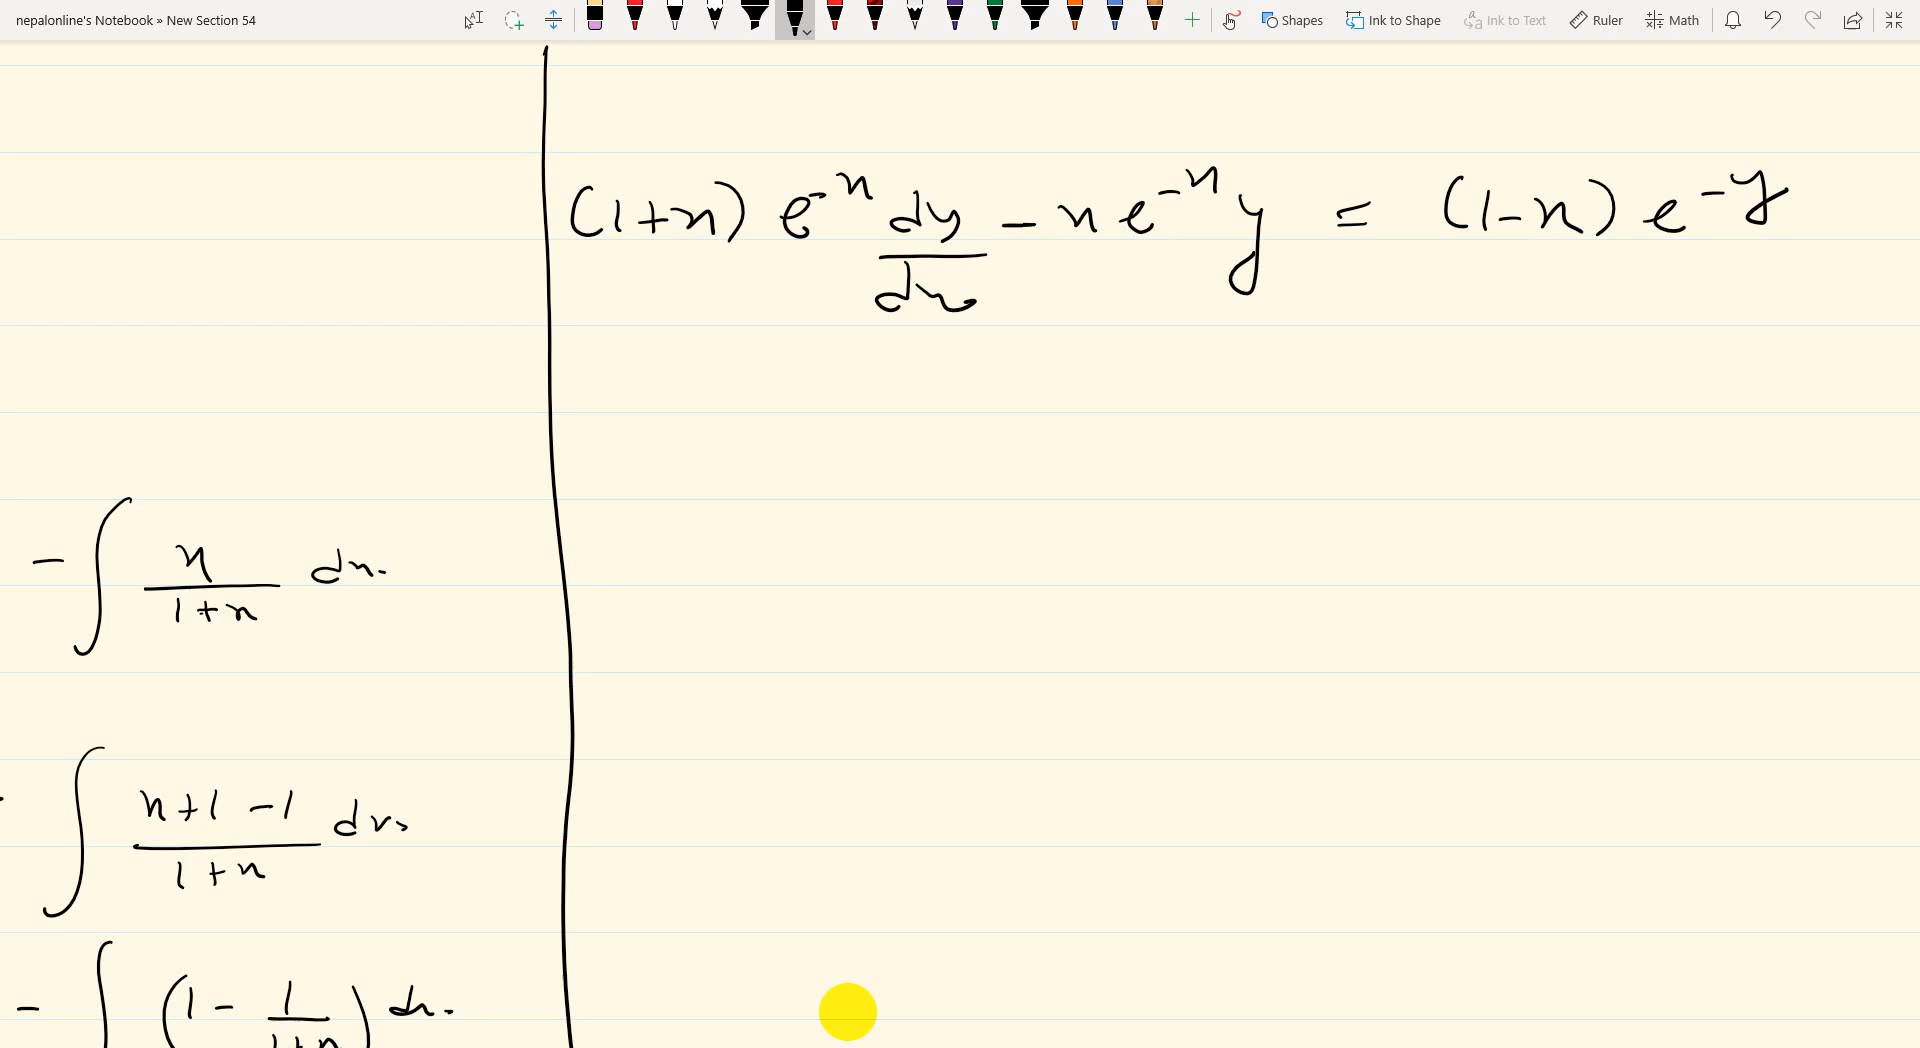 nepalonline's Notebook » New Section 54
Shapes
Ink to Shape
Ink to Text
Ruler
Math
(1+x) e^{-x} dy/dx - x e^{-x} y = (1-x) e^{-y}
- ∫ x/(1+x) dx.
∫ (x+1-1)/(1+x) dx
- ∫ (1 - 1/(1+x)) dx.